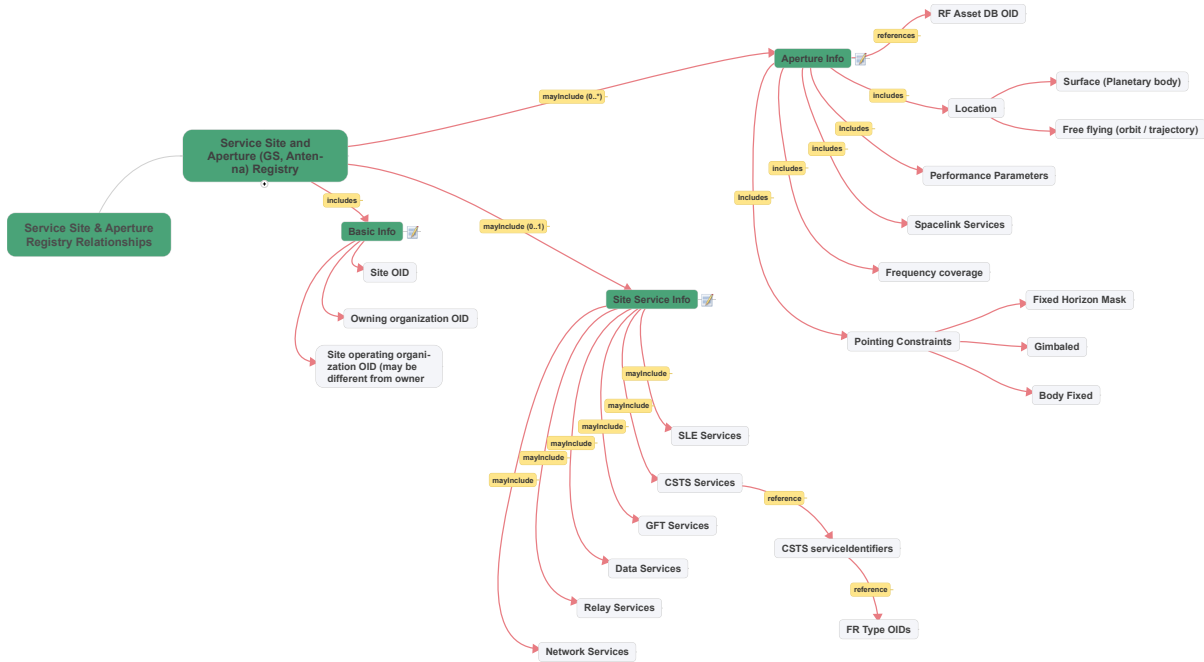 RF Asset DB OID
references
Aperture Info
Surface (Planetary body)
includes
mayInclude (0..*)
Location
Free flying (orbit / trajectory)
Includes
Service Site and
Aperture (GS, Anten-
na) Registry
includes
Performance Parameters
includes
Includes
Service Site & Aperture
Registry Relationships
mayInclude (0..1)
Spacelink Services
Basic Info
Site OID
Frequency coverage
Site Service Info
Fixed Horizon Mask
Owning organization OID
Pointing Constraints
Gimbaled
Site operating organi-
zation OID (may be
different from owner
mayInclude
Body Fixed
mayInclude
mayInclude
SLE Services
mayInclude
mayInclude
mayInclude
CSTS Services
reference
GFT Services
CSTS serviceIdentifiers
Data Services
reference
Relay Services
FR Type OIDs
Network Services